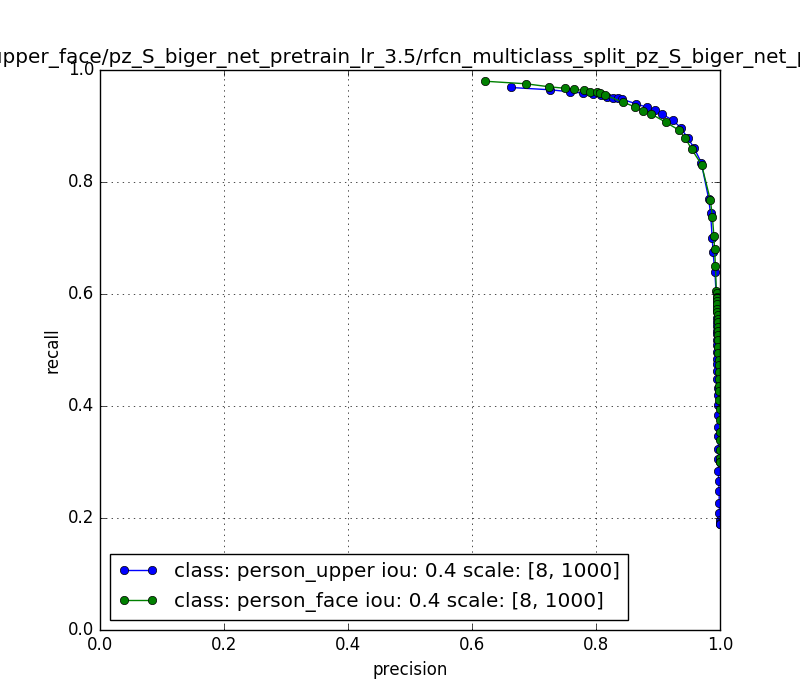 upper_face/pz_S_biger_net_pretrain_lr_3.5/rfcn_multiclass_split_pz_S_biger_net_p
1.0
0.8
0.6
0.4
0.2
0.0
recall
class: person_upper iou: 0.4 scale: [8, 1000]
class: person_face iou: 0.4 scale: [8, 1000]
0.0 0.2 0.4 0.6 0.8 1.0
precision